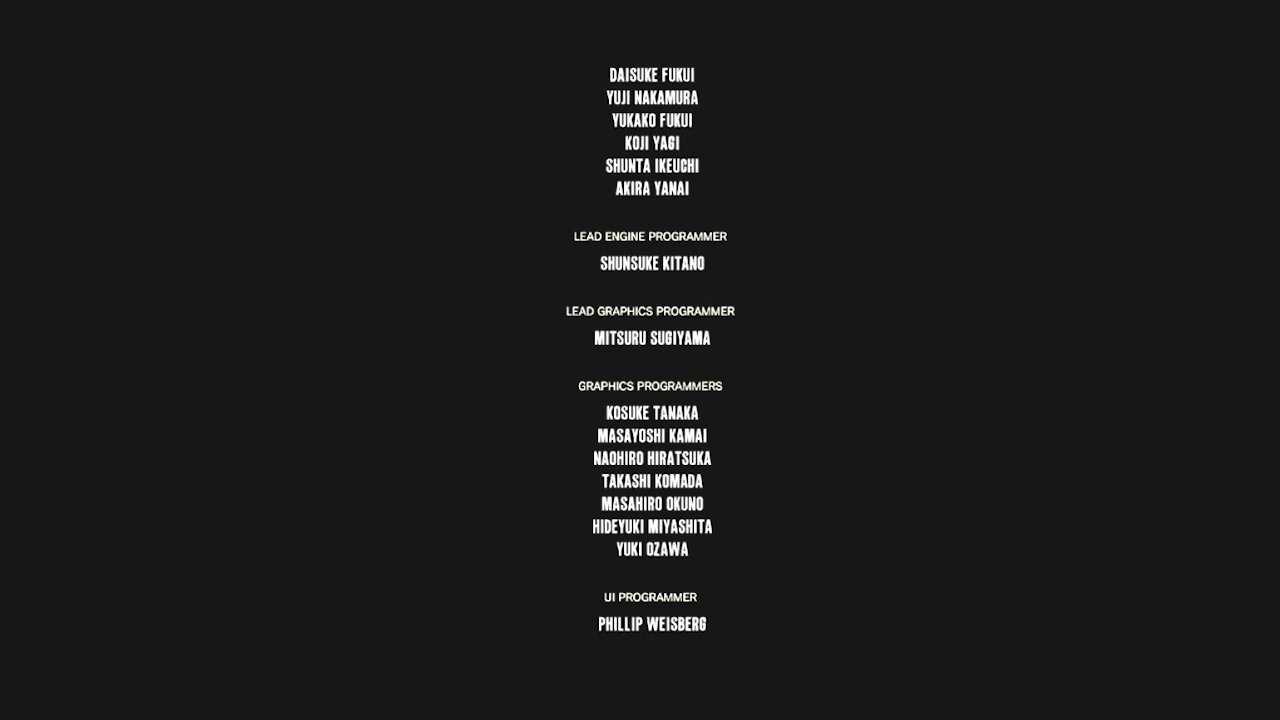 DAISUKE FUKUI
YUJI NAKAMURA
YUKAKO FUKUI
KOJI YAGI
SHUNTA IKEUCHI
AKIRA YANAI
LEAD ENGINE PROGRAMMER
SHUNSUKE KITANO
LEAD GRAPHICS PROGRAMMER
MITSURU SUGIYAMA
GRAPHICS PROGRAMMERS
KOSUKE TANAKA
MASAYOSHI KAMAI
NAOHIRO HIRATSUKA
TAKASHI KOMADA
MASAHIRO OKUNO
HIDEYUKI MIYASHITA
YUKI OZAWA
UI PROGRAMMER
PHILLIP WEISBERG